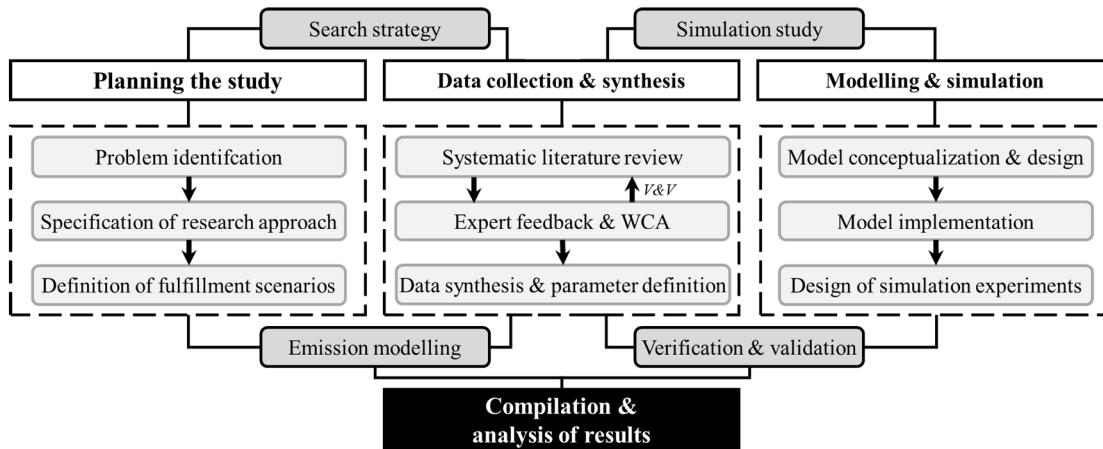 Search strategy
Simulation study
Planning the study
Data collection & synthesis
Modelling & simulation
Problem identifcation
Systematic literature review
Model conceptualization & design
V&V
Specification of research approach
Expert feedback & WCA
Model implementation
Definition of fulfillment scenarios
Data synthesis & parameter definition
Design of simulation experiments
Emission modelling
Verification & validation
Compilation &
analysis of results